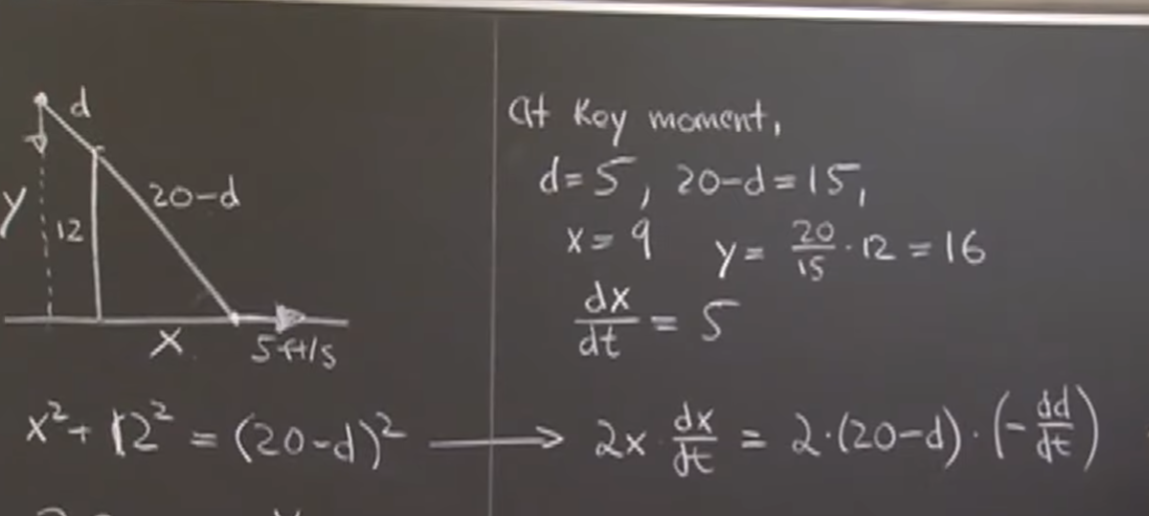 d
20-d
y
12
x
5 ft/s
x² + 12² = (20-d)² ⟶ 2x · dx/dt = 2·(20-d)·(-dd/dt)
At key moment,
d=5, 20-d=15,
x=9 y= 20/15 · 12 = 16
dx/dt = 5